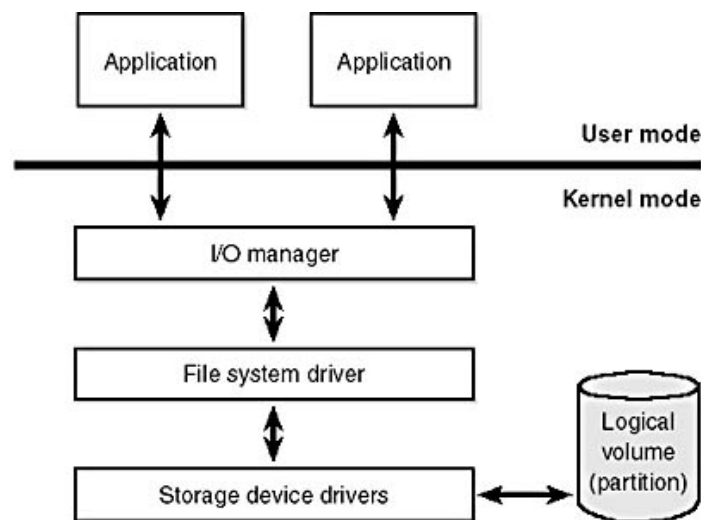 Application
Application
User mode
Kernel mode
I/O manager
File system driver
Logical
volume
(partition)
Storage device drivers